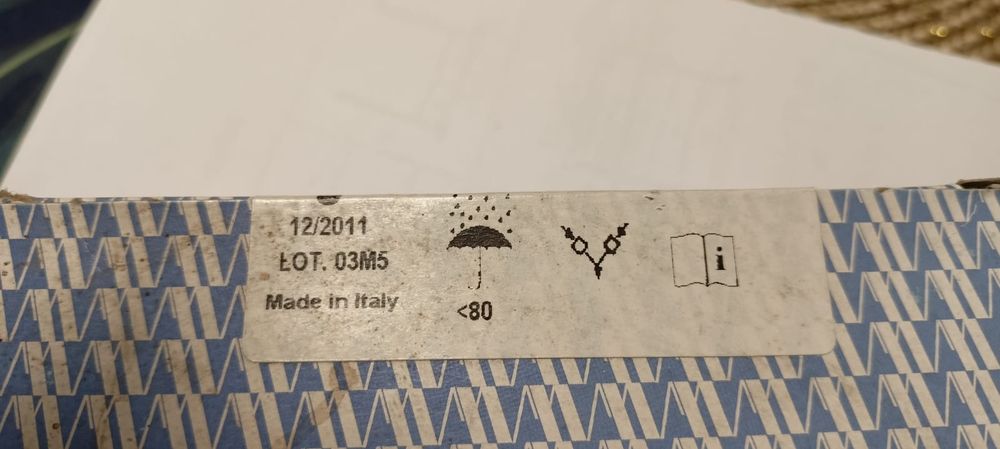 12/2011
ŁOT. 03M5
Made in Italy
<80
i